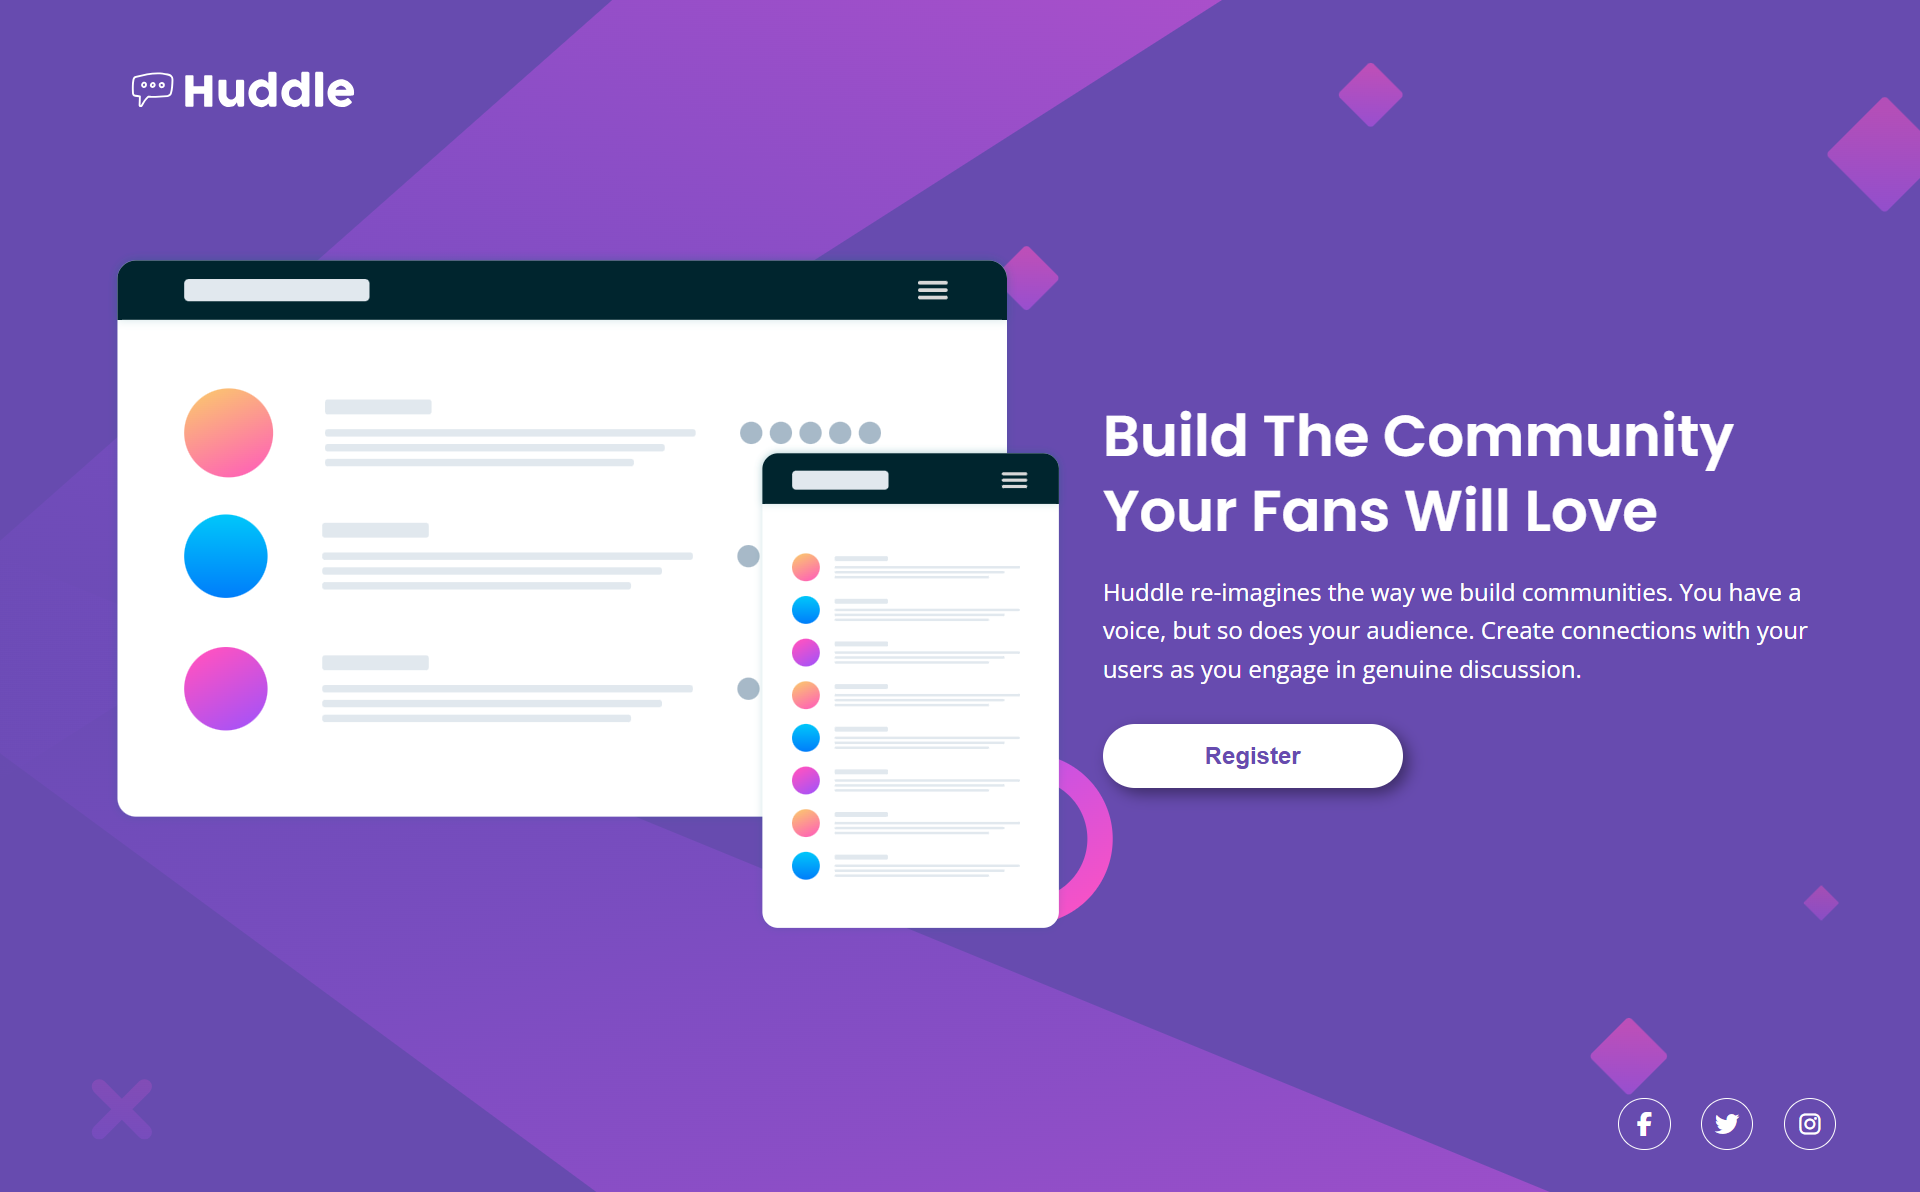 Huddle
Build The Community
Your Fans Will Love
Huddle re-imagines the way we build communities. You have a
voice, but so does your audience. Create connections with your
users as you engage in genuine discussion.
Register